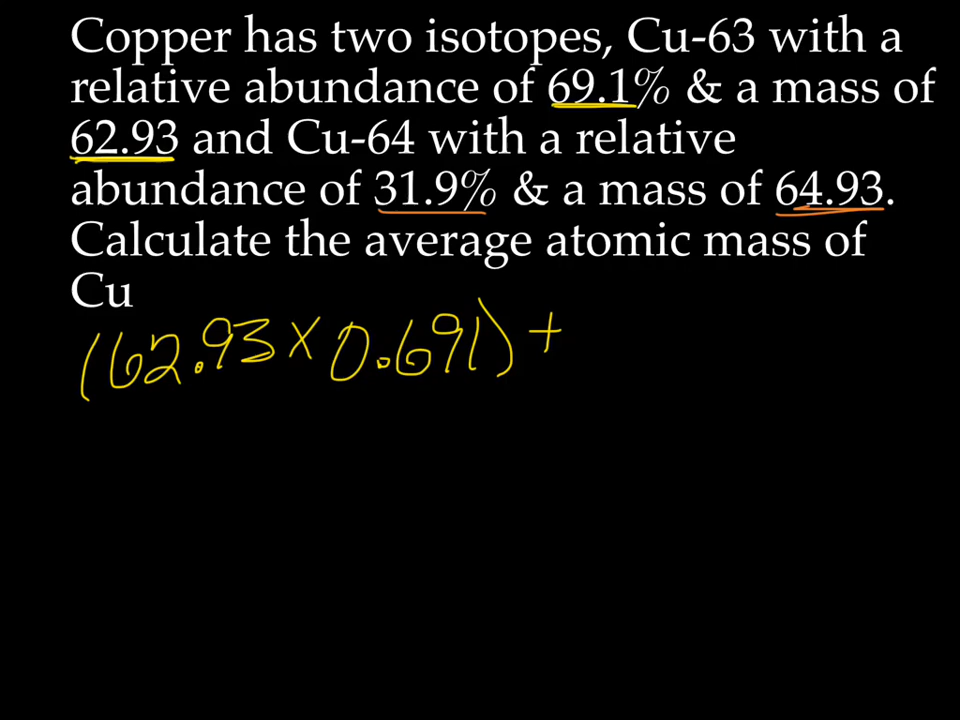 Copper has two isotopes, Cu-63 with a
relative abundance of 69.1% & a mass of
62.93 and Cu-64 with a relative
abundance of 31.9% & a mass of 64.93.
Calculate the average atomic mass of
Cu
(62.93 x 0.691) +